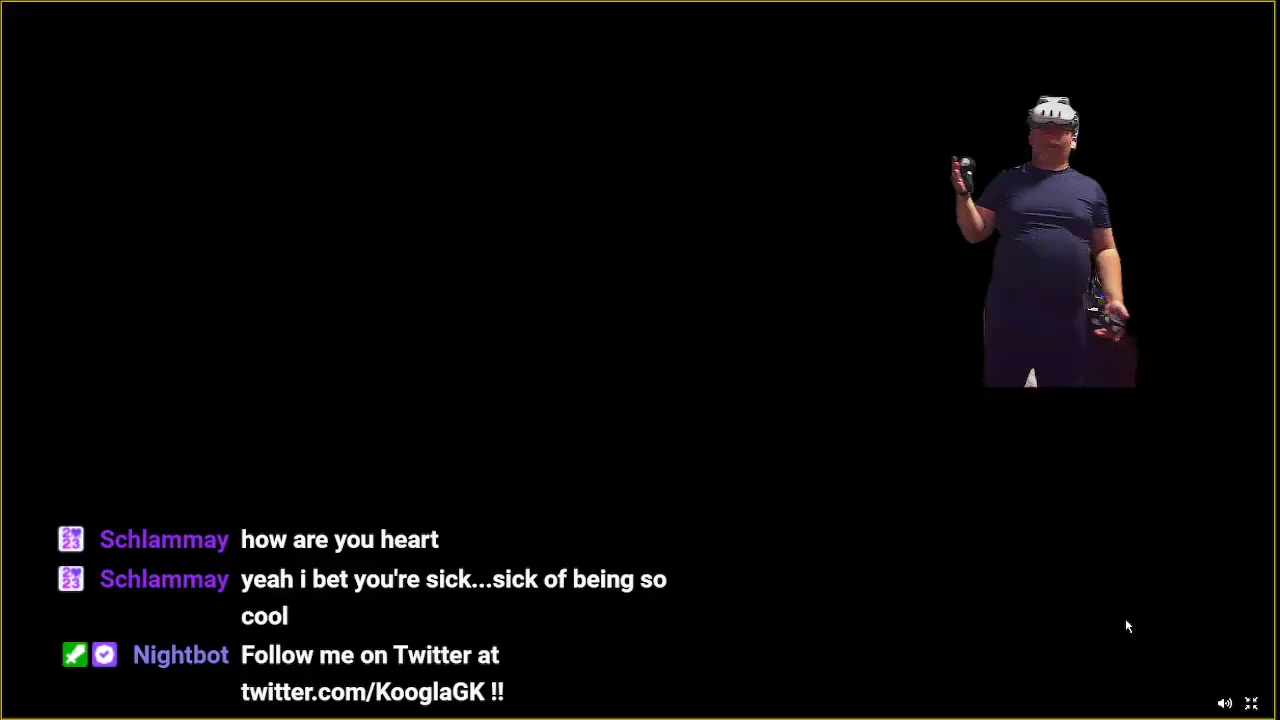 Schlammay how are you heart
Schlammay yeah i bet you're sick...sick of being so
cool
Nightbot Follow me on Twitter at
twitter.com/KooglaGK !!